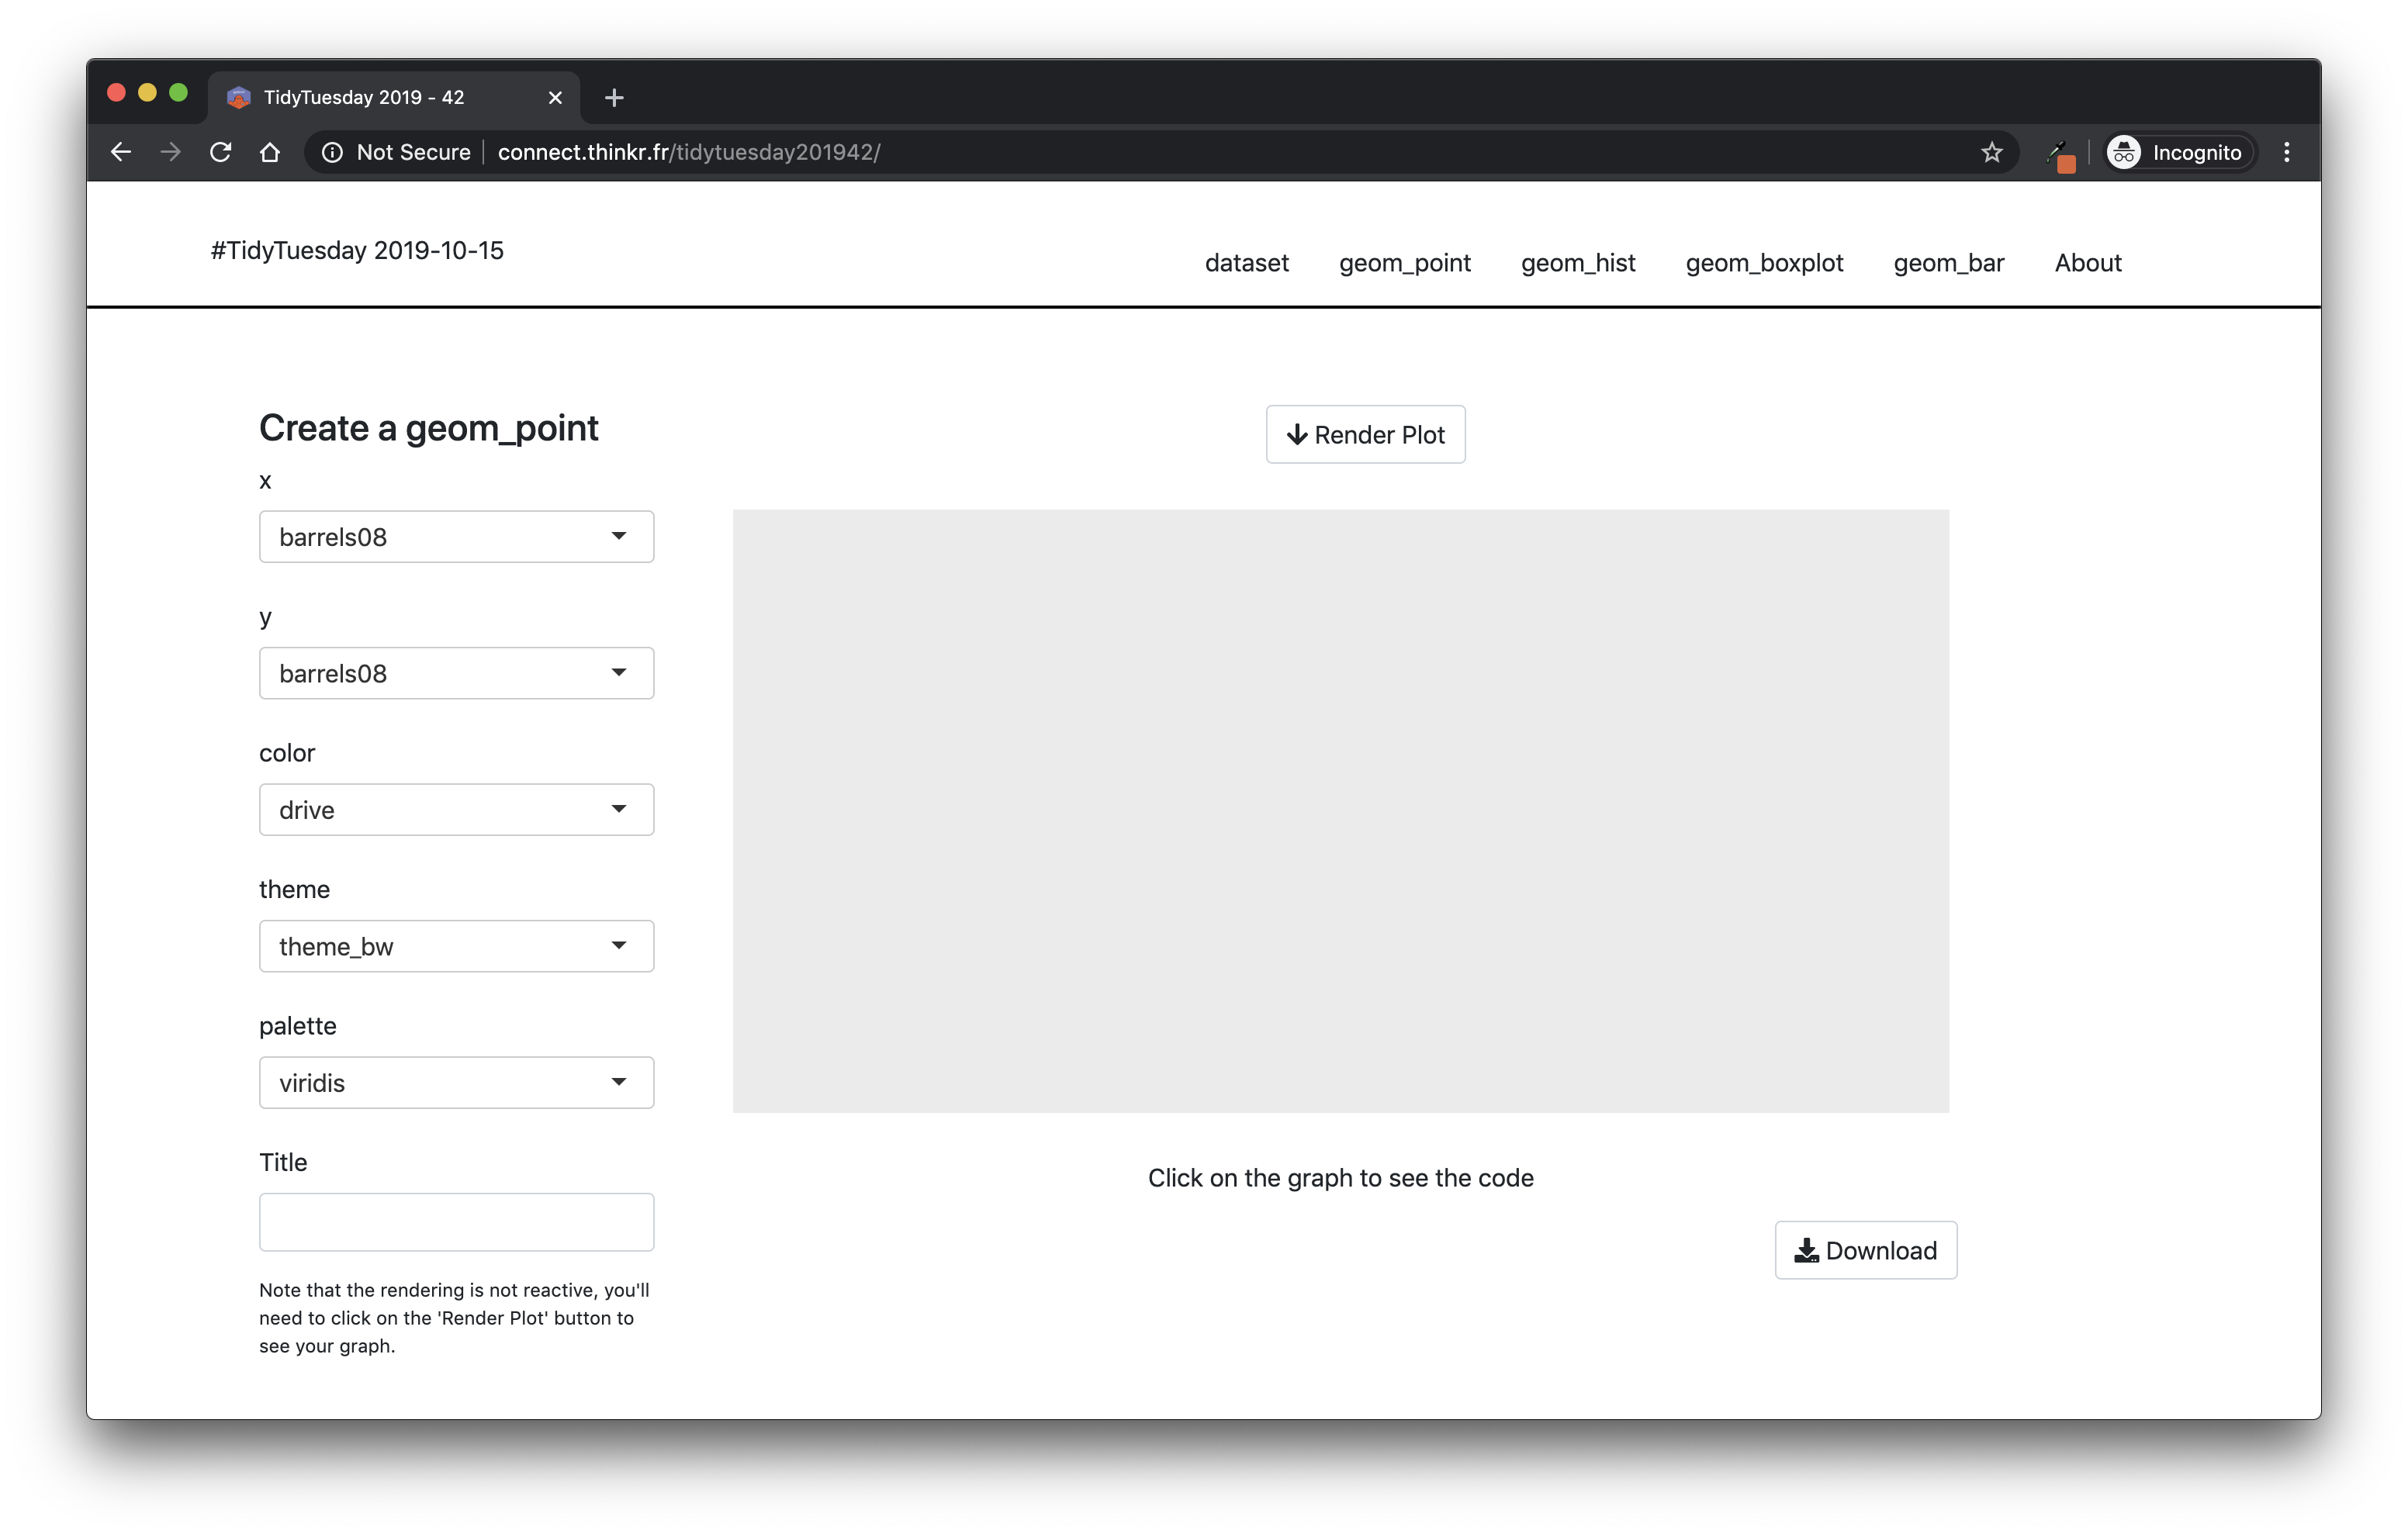 TidyTuesday 2019 - 42
Not Secure
connect.thinkr.fr/tidytuesday201942/
Incognito
#TidyTuesday 2019-10-15
dataset
geom_point
geom_hist
geom_boxplot
geom_bar
About
Create a geom_point
Render Plot
x
barrels08
y
barrels08
color
drive
theme
theme_bw
palette
viridis
Title
Click on the graph to see the code
Download
Note that the rendering is not reactive, you'll
need to click on the 'Render Plot' button to
see your graph.